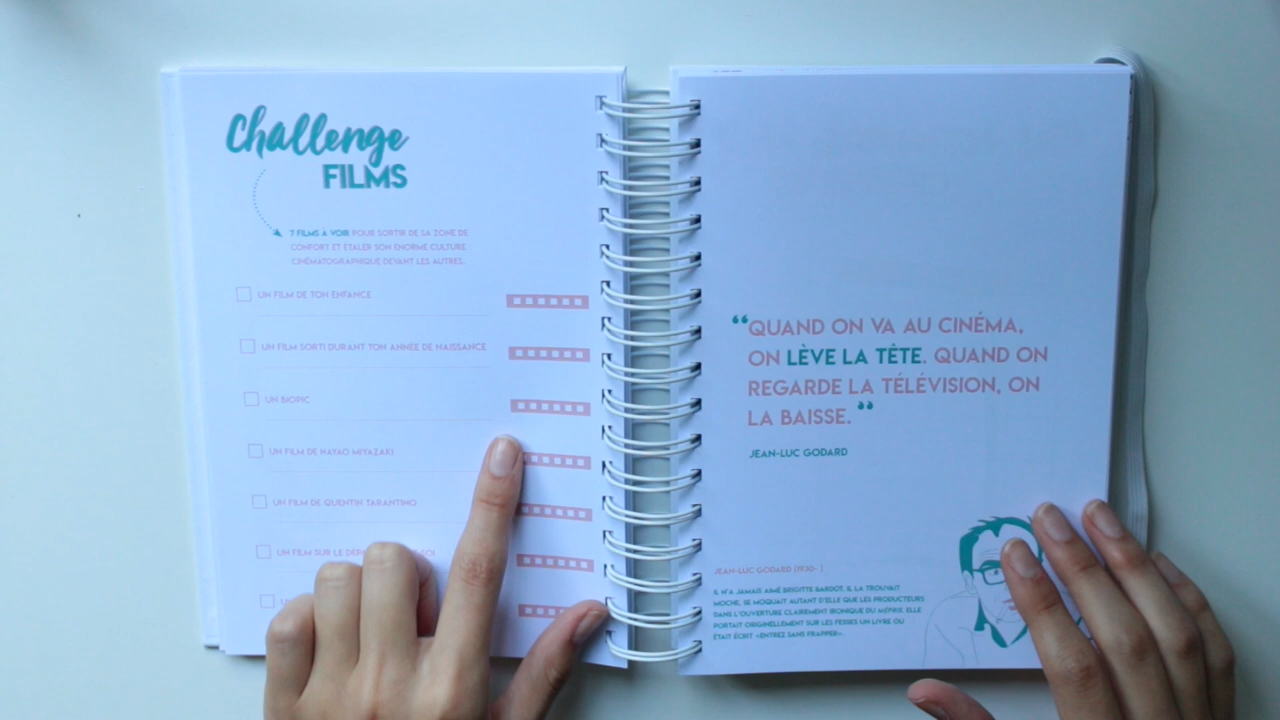 Challenge
FILMS
7 FILMS À VOIR POUR SORTIR DE SA ZONE DE
CONFORT ET ÉTALER SON ÉNORME CULTURE
CINÉMATOGRAPHIQUE DEVANT LES AUTRES.
UN FILM DE TON ENFANCE
UN FILM SORTI DURANT TON ANNÉE DE NAISSANCE
UN BIOPIC
UN FILM DE HAYAO MIYAZAKI
UN FILM DE QUENTIN TARANTINO
UN FILM SUR LE
“QUAND ON VA AU CINÉMA,
ON LÈVE LA TÊTE. QUAND ON
REGARDE LA TÉLÉVISION, ON
LA BAISSE.”
JEAN-LUC GODARD
JEAN-LUC GODARD (1930- )
IL N'A JAMAIS AIMÉ BRIGITTE BARDOT. IL LA TROUVAIT
MOCHE, SE MOQUAIT AUTANT D'ELLE QUE LES PRODUCTEURS
DANS L'OUVERTURE CLAIREMENT IRONIQUE DU MÉPRIS. ELLE
PORTAIT ORIGINELLEMENT SUR LES FESSES UN LIVRE OÙ
ÉTAIT ÉCRIT «ENTREZ SANS FRAPPER».